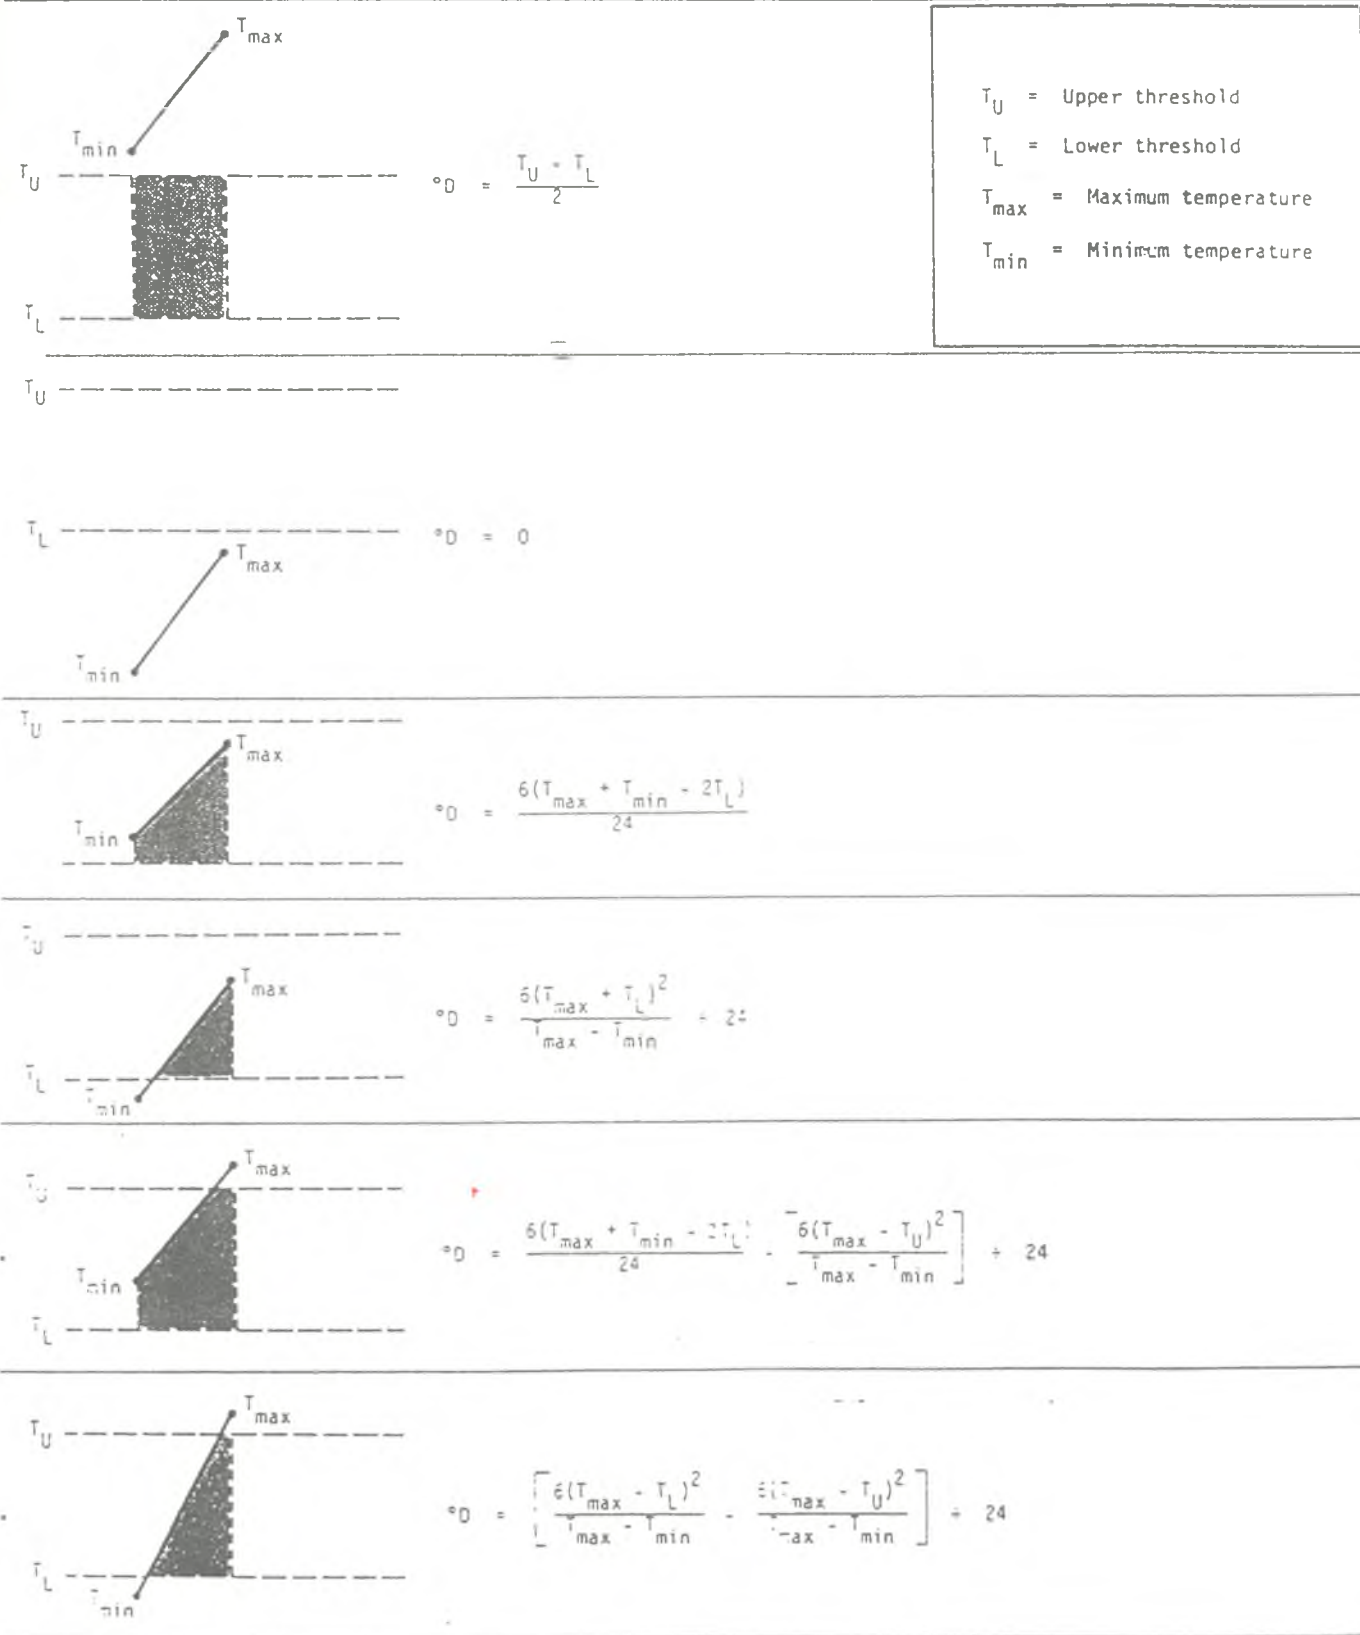 T_max
T_min
T_U
°D = (T_U - T_L) / 2
T_L
T_U = Upper threshold
T_L = Lower threshold
T_max = Maximum temperature
T_min = Minimum temperature
T_U
T_L
°D = 0
T_max
T_min
T_U
T_max
T_min
°D = 6(T_max + T_min - 2T_L) / 24
T_U
T_max
°D = 6(T_max + T_L)^2 / (T_max - T_min) ÷ 24
T_L
T_min
T_max
T_U
T_min
°D = 6(T_max + T_min - 2T_L) / 24 - [6(T_max - T_U)^2 / (T_max - T_min)] ÷ 24
T_L
T_max
T_U
°D = [6(T_max - T_L)^2 / (T_max - T_min) - 6(T_max - T_U)^2 / (T_max - T_min)] ÷ 24
T_L
T_min